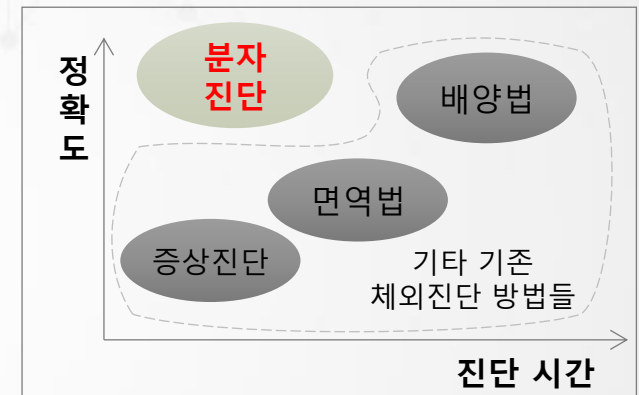 정확도
분자
진단
배양법
면역법
증상진단
기타 기존
체외진단 방법들
진단 시간